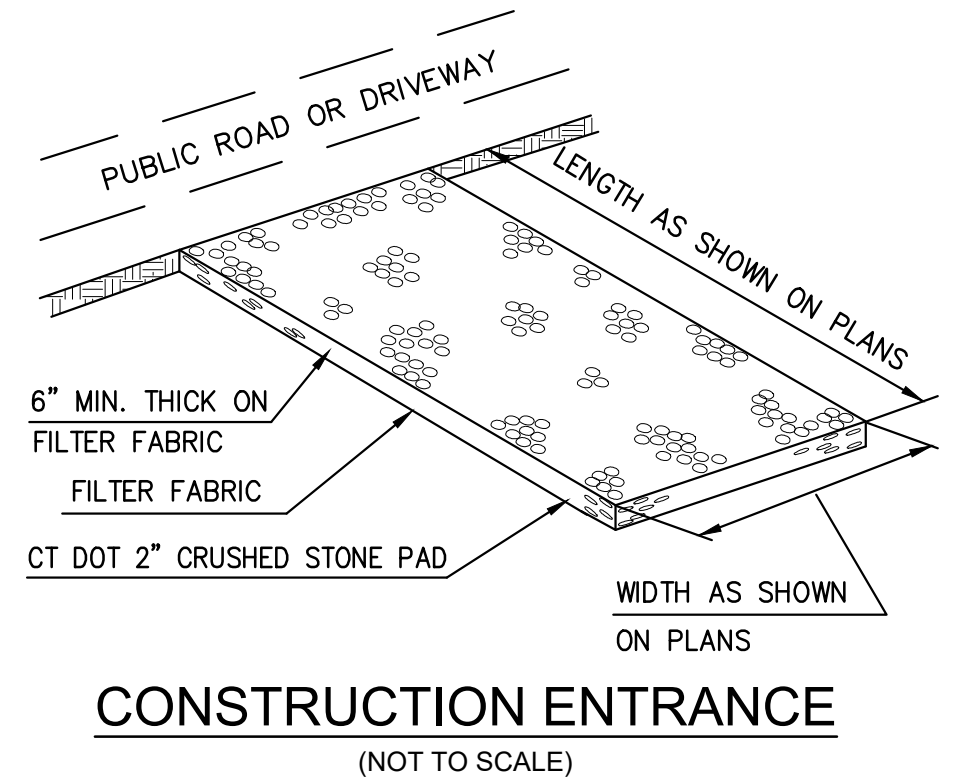 PUBLIC ROAD OR DRIVEWAY
LENGTH AS SHOWN ON PLANS
6” MIN. THICK ON
FILTER FABRIC
FILTER FABRIC
CT DOT 2” CRUSHED STONE PAD
WIDTH AS SHOWN
ON PLANS
CONSTRUCTION ENTRANCE
(NOT TO SCALE)